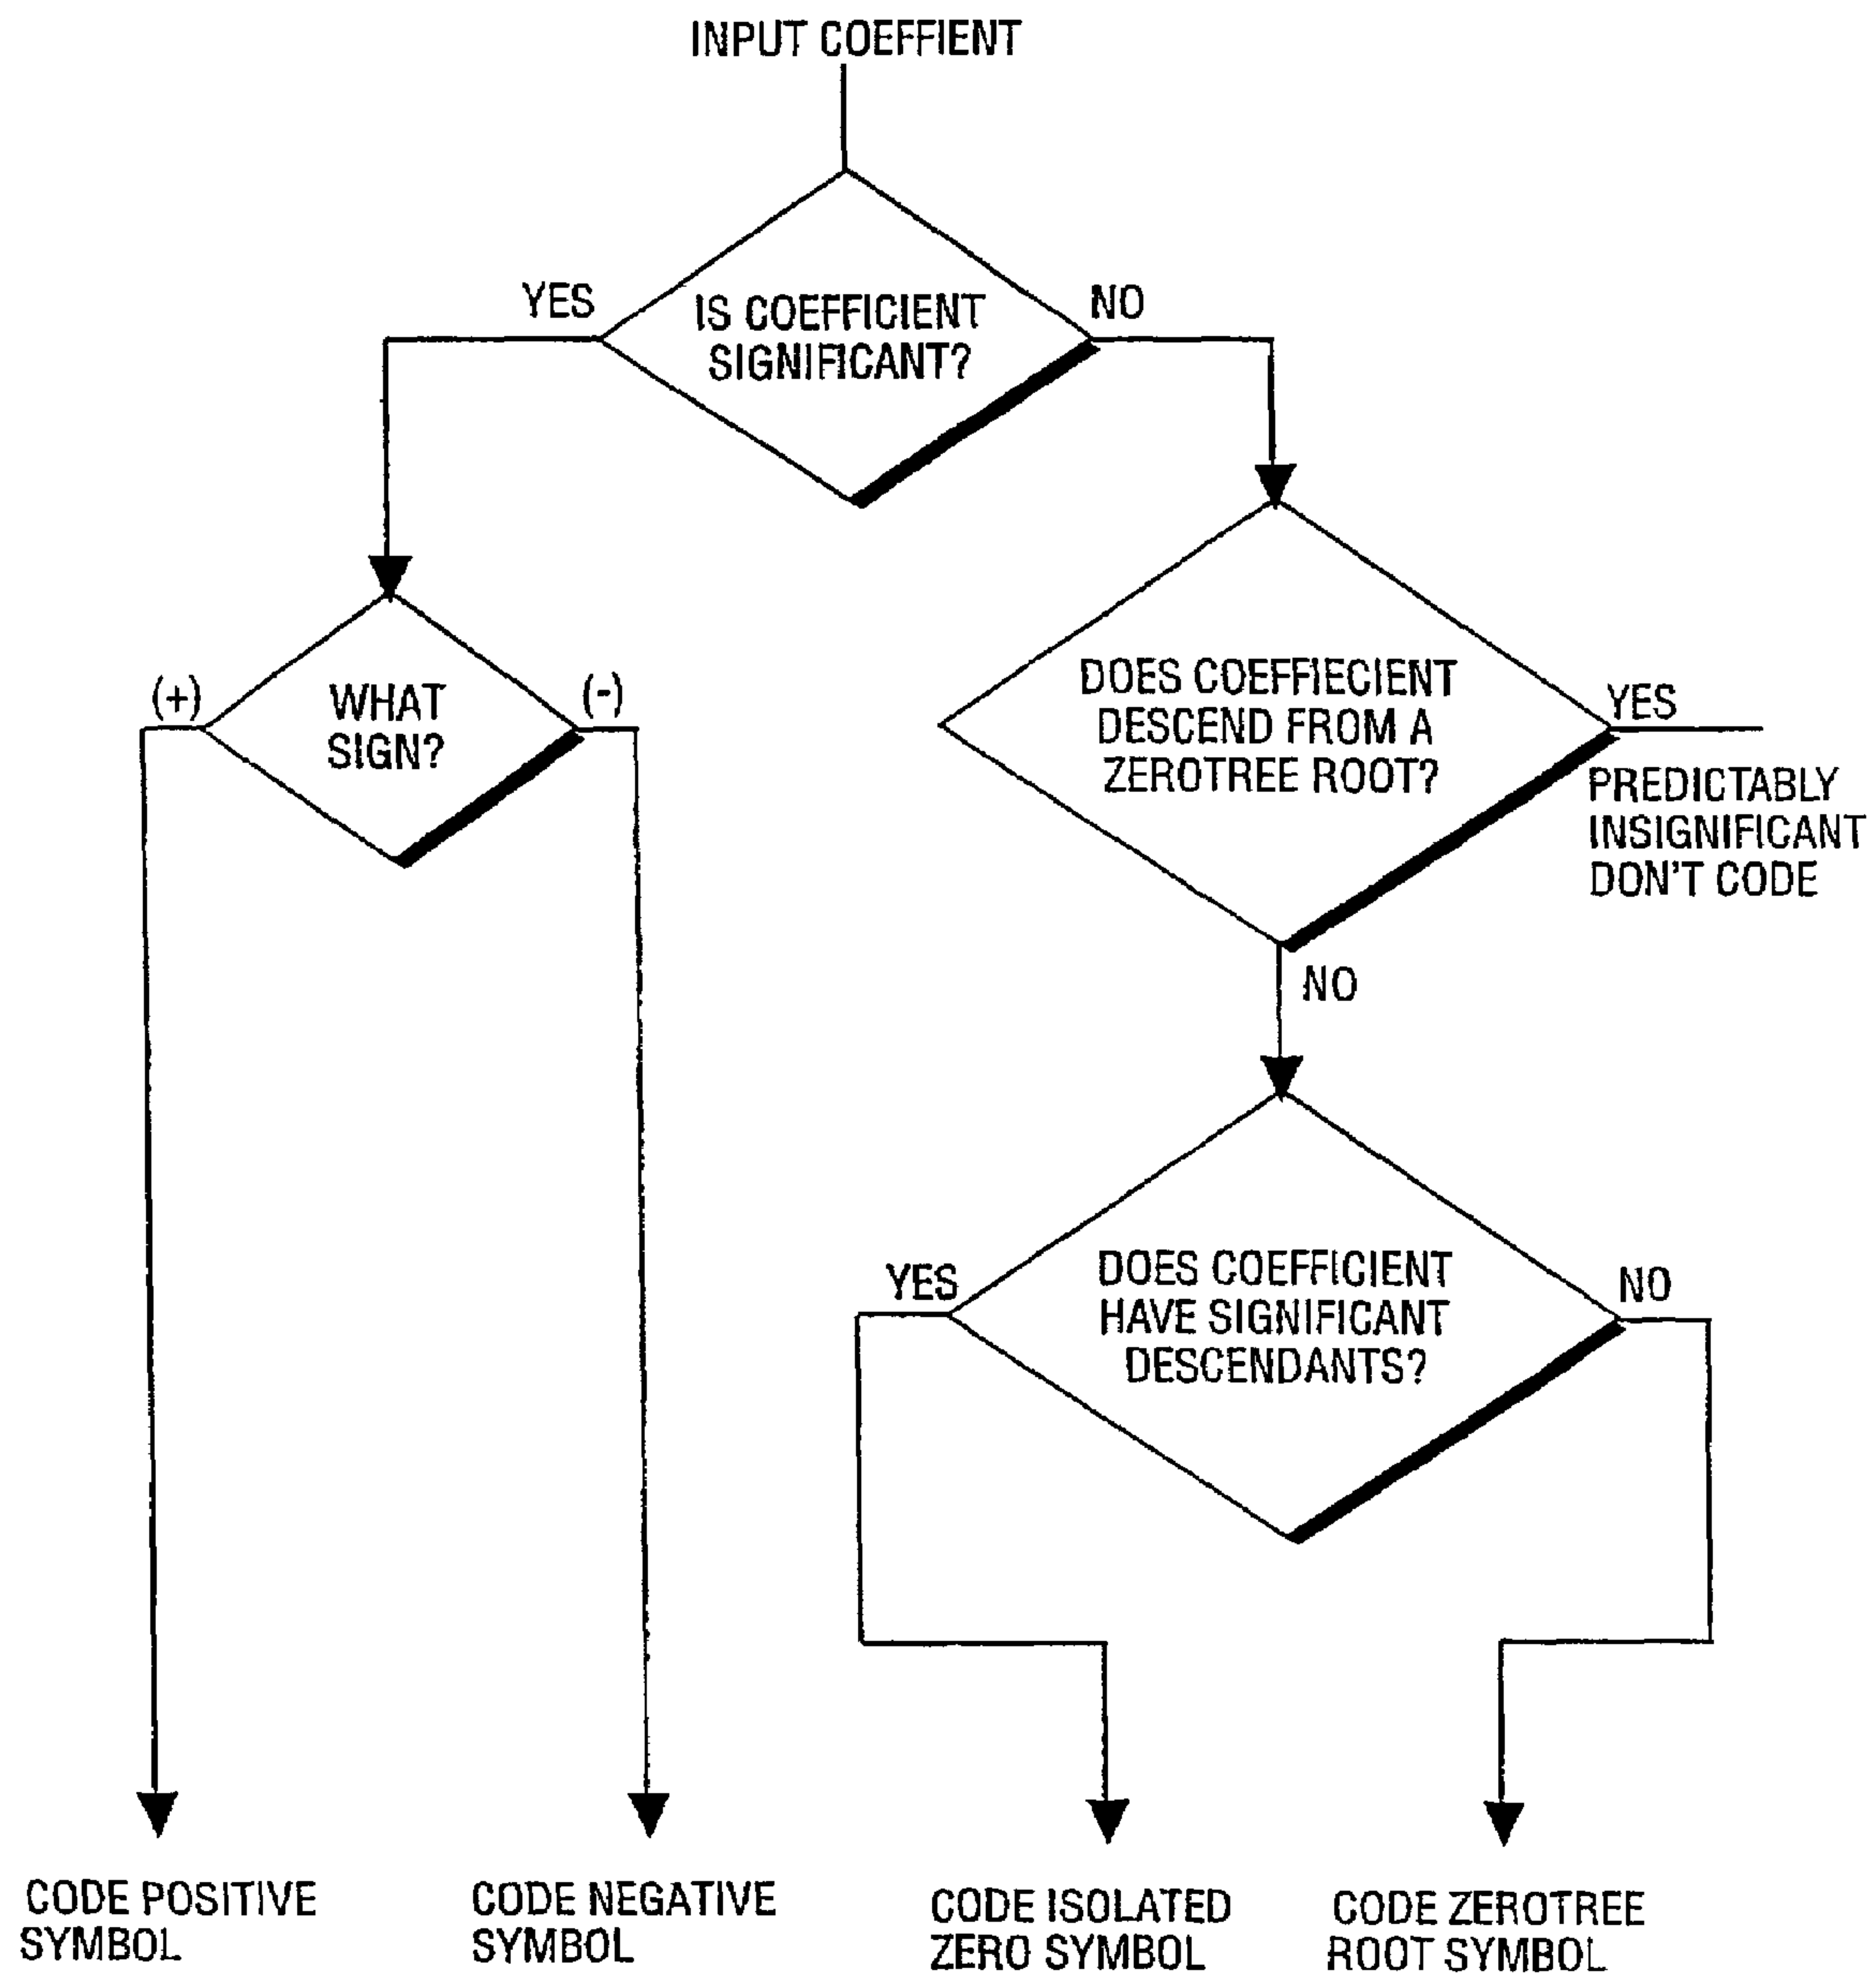 INPUT COEFFIENT
YES
IS COEFFICIENT
SIGNIFICANT?
NO
(+)
WHAT
SIGN?
(-)
DOES COEFFIECIENT
DESCEND FROM A
ZEROTREE ROOT?
YES
PREDICTABLY
INSIGNIFICANT
DON'T CODE
NO
YES
DOES COEFFICIENT
HAVE SIGNIFICANT
DESCENDANTS?
NO
CODE POSITIVE
SYMBOL
CODE NEGATIVE
SYMBOL
CODE ISOLATED
ZERO SYMBOL
CODE ZEROTREE
ROOT SYMBOL